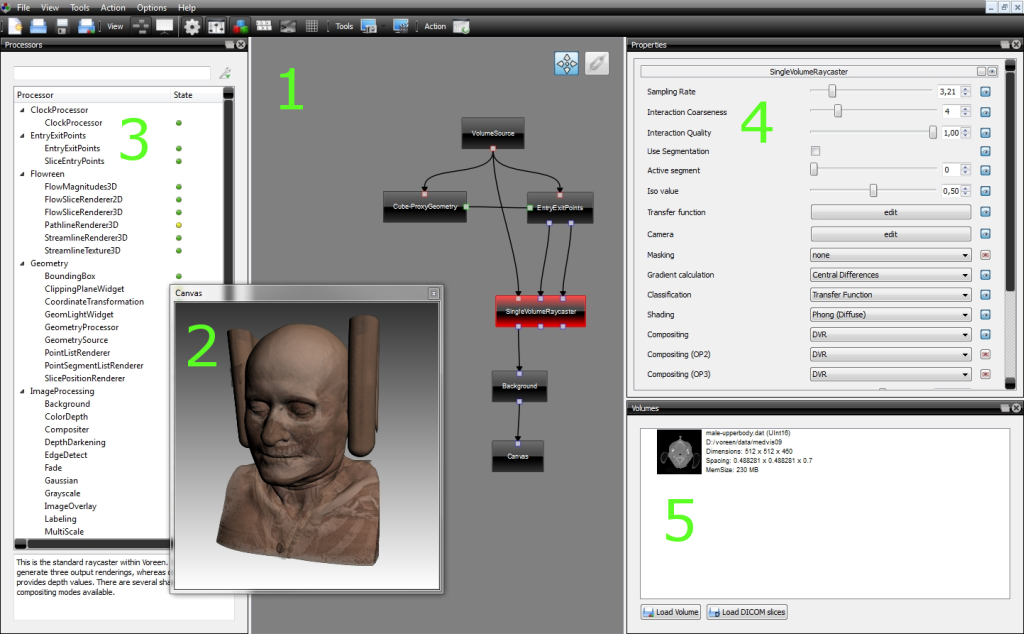 File View Tools Action Options Help
View Tools Action
Processors
Processor State
ClockProcessor
ClockProcessor
EntryExitPoints
EntryExitPoints
SliceEntryPoints
Flowreen
FlowMagnitudes3D
FlowSliceRenderer2D
FlowSliceRenderer3D
PathlineRenderer3D
StreamlineRenderer3D
StreamlineTexture3D
Geometry
BoundingBox
ClippingPlaneWidget
CoordinateTransformation
GeomLightWidget
GeometryProcessor
GeometrySource
PointListRenderer
PointSegmentListRenderer
SlicePositionRenderer
ImageProcessing
Background
ColorDepth
Compositer
DepthDarkening
EdgeDetect
Fade
Gaussian
Grayscale
ImageOverlay
Labeling
MultiScale
This is the standard raycaster within Voreen.
generate three output renderings, whereas
provides depth values. There are several
compositing modes available.
3
Canvas
2
1
VolumeSource
Cube-ProxyGeometry
EntryExitPoints
SingleVolumeRaycaster
Background
Canvas
Properties
SingleVolumeRaycaster
Sampling Rate 3,21
Interaction Coarseness 4
Interaction Quality 1,00
Use Segmentation
Active segment 0
Iso value 0,50
Transfer function edit
Camera edit
Masking none
Gradient calculation Central Differences
Classification Transfer Function
Shading Phong (Diffuse)
Compositing DVR
Compositing (OP2) DVR
Compositing (OP3) DVR
4
Volumes
male-upperbody.dat (UInt16)
D:/voreen/data/medvis09
Dimensions: 512 x 512 x 460
Spacing: 0.488281 x 0.488281 x 0.7
MemSize: 230 MB
5
Load Volume Load DICOM slices